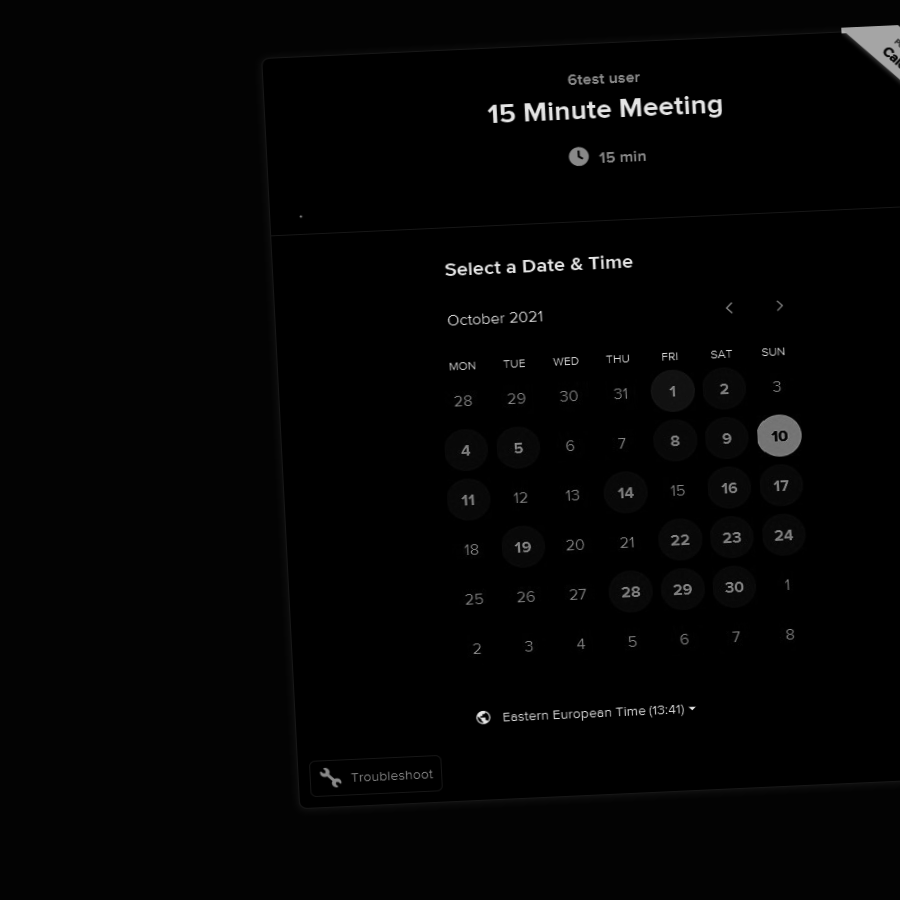 6test user
15 Minute Meeting
15 min
Select a Date & Time
October 2021
MON TUE WED THU FRI SAT SUN
28 29 30 31 1 2 3
4 5 6 7 8 9 10
11 12 13 14 15 16 17
18 19 20 21 22 23 24
25 26 27 28 29 30 1
2 3 4 5 6 7 8
Eastern European Time (13:41)
Troubleshoot